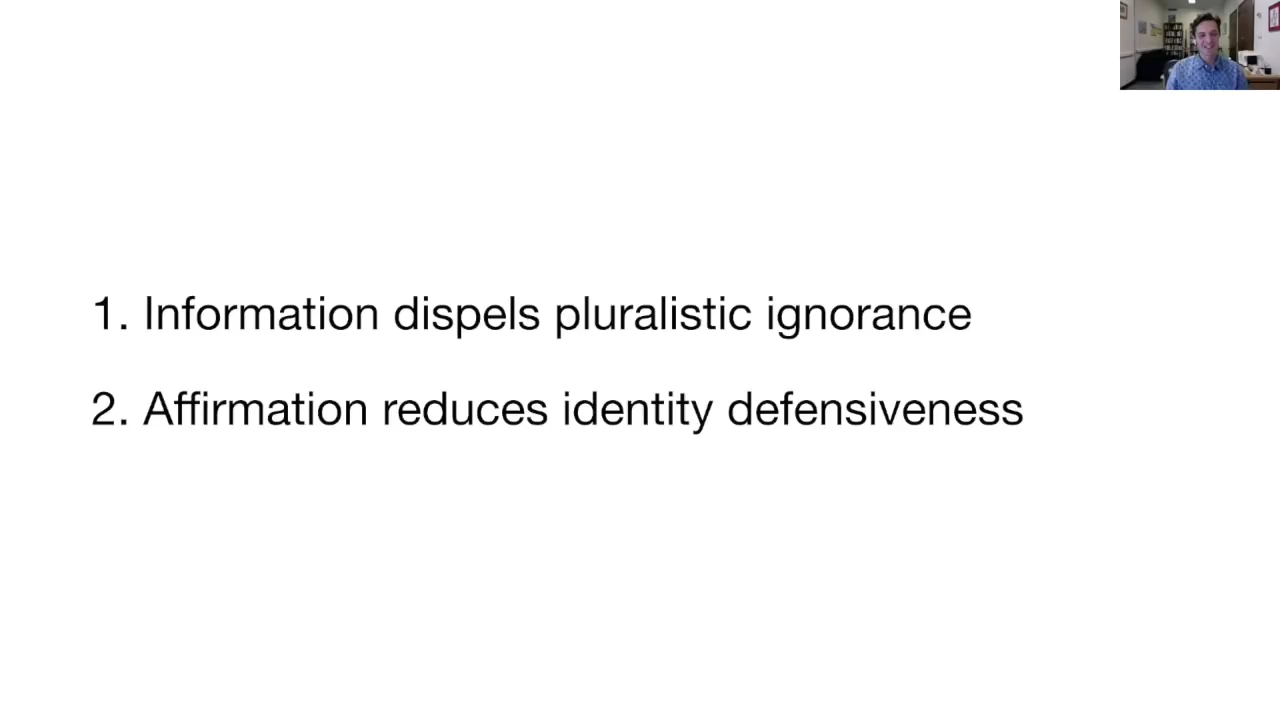 1. Information dispels pluralistic ignorance
2. Affirmation reduces identity defensiveness